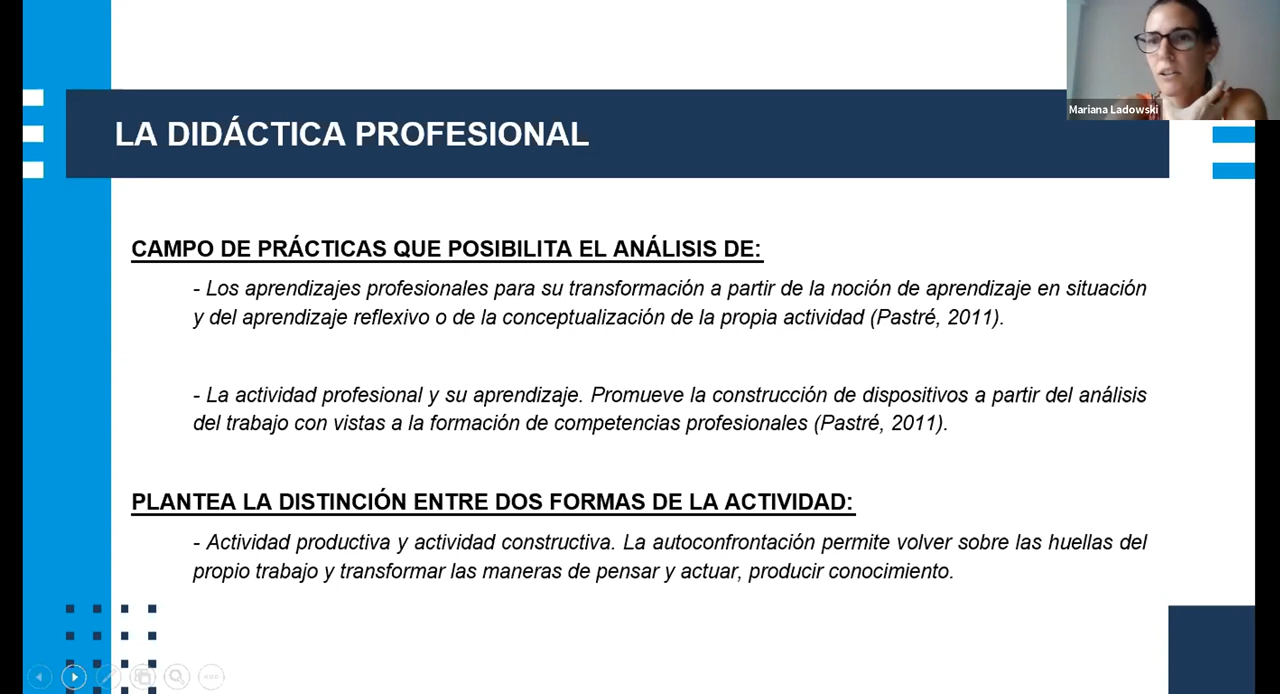 Mariana Ladowski
LA DIDÁCTICA PROFESIONAL
CAMPO DE PRÁCTICAS QUE POSIBILITA EL ANÁLISIS DE:
- Los aprendizajes profesionales para su transformación a partir de la noción de aprendizaje en situación
y del aprendizaje reflexivo o de la conceptualización de la propia actividad (Pastré, 2011).
- La actividad profesional y su aprendizaje. Promueve la construcción de dispositivos a partir del análisis
del trabajo con vistas a la formación de competencias profesionales (Pastré, 2011).
PLANTEA LA DISTINCIÓN ENTRE DOS FORMAS DE LA ACTIVIDAD:
- Actividad productiva y actividad constructiva. La autoconfrontación permite volver sobre las huellas del
propio trabajo y transformar las maneras de pensar y actuar, producir conocimiento.